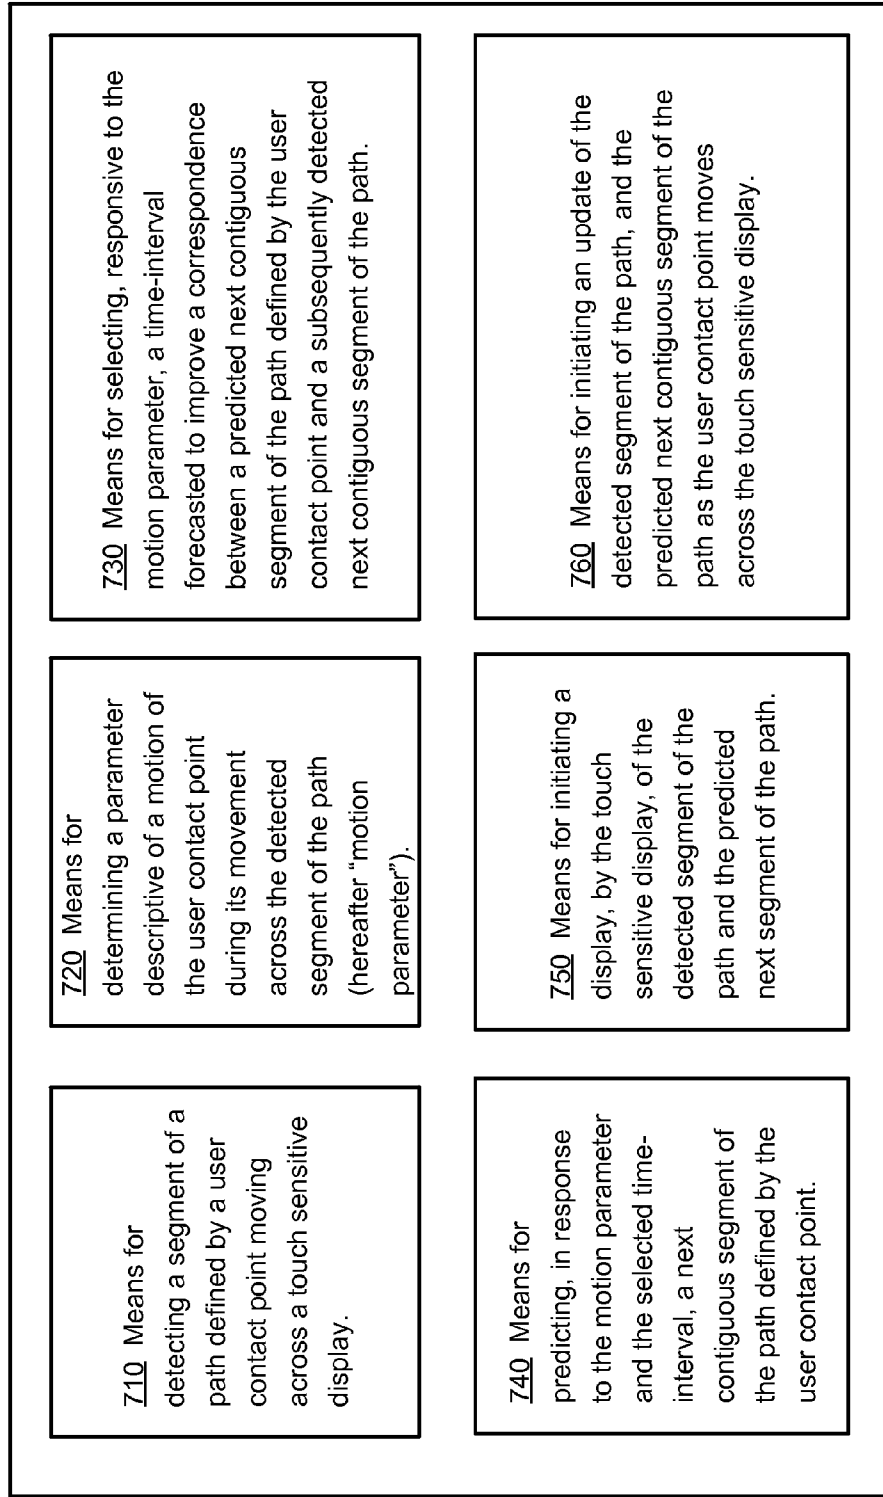 710 Means for
detecting a segment of a
path defined by a user
contact point moving
across a touch sensitive
display.
720 Means for
determining a parameter
descriptive of a motion of
the user contact point
during its movement
across the detected
segment of the path
(hereafter “motion
parameter”).
730 Means for selecting, responsive to the
motion parameter, a time-interval
forecasted to improve a correspondence
between a predicted next contiguous
segment of the path defined by the user
contact point and a subsequently detected
next contiguous segment of the path.
740 Means for
predicting, in response
to the motion parameter
and the selected time-
interval, a next
contiguous segment of
the path defined by the
user contact point.
750 Means for initiating a
display, by the touch
sensitive display, of the
detected segment of the
path and the predicted
next segment of the path.
760 Means for initiating an update of the
detected segment of the path, and the
predicted next contiguous segment of the
path as the user contact point moves
across the touch sensitive display.